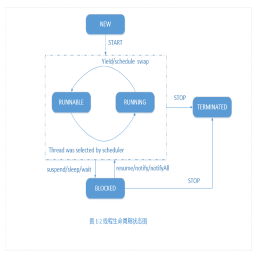 NEW
START
Yield/schedule swap
RUNNABLE
RUNNING
STOP
TERMINATED
Thread was selected by scheduler
suspend/sleep/wait
resume/notify/notifyAll
BLOCKED
STOP
图 1-2 线程生命周期状态图